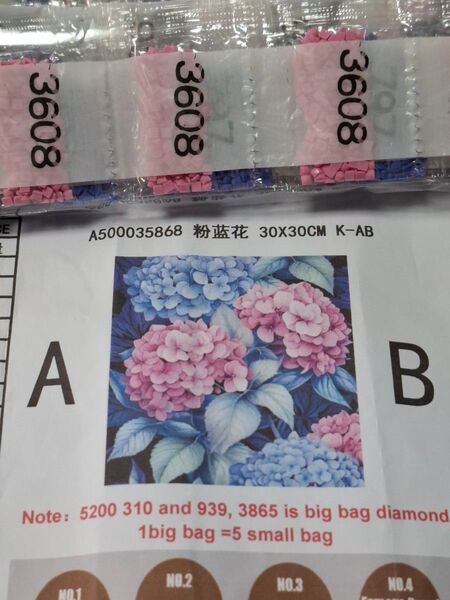 3608
3608
3608
797
A500035868 粉蓝花 30X30CM K-AB
A
B
Note: 5200 310 and 939, 3865 is big bag diamond
1big bag =5 small bag
NO.1
NO.2
NO.3
NO.4